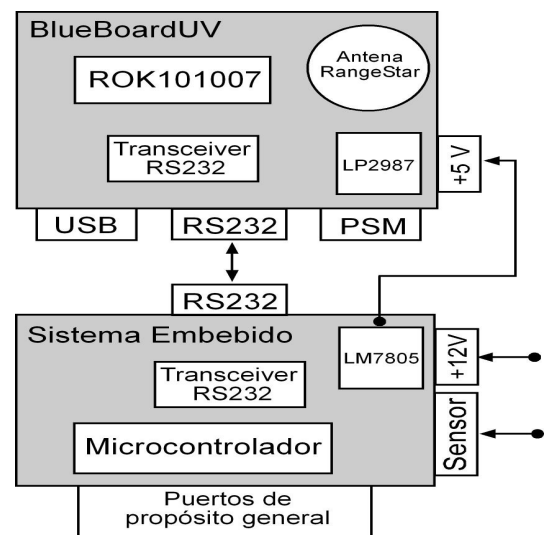 BlueBoardUV
Antena
RangeStar
ROK101007
Transceiver
RS232
LP2987
+5 V
USB
RS232
PSM
RS232
Sistema Embebido
LM7805
+12V
Transceiver
RS232
Sensor
Microcontrolador
Puertos de
propósito general